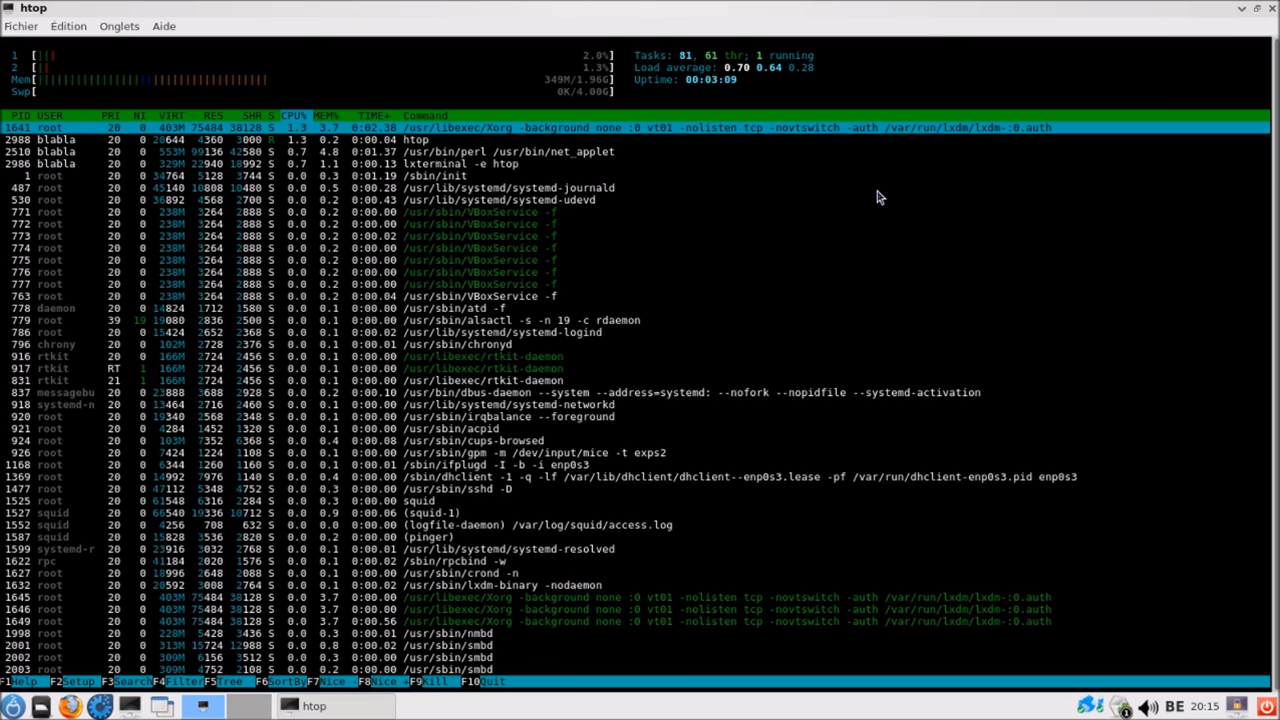 htop
Fichier Édition Onglets Aide
1 [||| 2.0%] Tasks: 81, 61 thr; 1 running
2 [|| 1.3%] Load average: 0.70 0.64 0.28
Mem[ 349M/1.96G] Uptime: 00:03:09
Swp[ 0K/4.00G]
PID USER PRI NI VIRT RES SHR S CPU% MEM% TIME+ Command
1641 root 20 0 403M 75484 38128 S 1.3 3.7 0:02.38 /usr/libexec/Xorg -background none :0 vt01 -nolisten tcp -novtswitch -auth /var/run/lxdm/lxdm-:0.auth
2988 blabla 20 0 20644 4360 3000 R 1.3 0.2 0:00.04 htop
2510 blabla 20 0 553M 99136 42580 S 0.7 4.8 0:01.37 /usr/bin/perl /usr/bin/net_applet
2986 blabla 20 0 329M 22940 18992 S 0.7 1.1 0:00.13 lxterminal -e htop
1 root 20 0 34764 5128 3744 S 0.0 0.3 0:01.19 /sbin/init
487 root 20 0 45140 10808 10480 S 0.0 0.5 0:00.28 /usr/lib/systemd/systemd-journald
530 root 20 0 36892 4568 2700 S 0.0 0.2 0:00.43 /usr/lib/systemd/systemd-udevd
771 root 20 0 238M 3264 2888 S 0.0 0.2 0:00.00 /usr/sbin/VBoxService -f
772 root 20 0 238M 3264 2888 S 0.0 0.2 0:00.00 /usr/sbin/VBoxService -f
773 root 20 0 238M 3264 2888 S 0.0 0.2 0:00.02 /usr/sbin/VBoxService -f
774 root 20 0 238M 3264 2888 S 0.0 0.2 0:00.00 /usr/sbin/VBoxService -f
775 root 20 0 238M 3264 2888 S 0.0 0.2 0:00.00 /usr/sbin/VBoxService -f
776 root 20 0 238M 3264 2888 S 0.0 0.2 0:00.00 /usr/sbin/VBoxService -f
777 root 20 0 238M 3264 2888 S 0.0 0.2 0:00.00 /usr/sbin/VBoxService -f
763 root 20 0 238M 3264 2888 S 0.0 0.2 0:00.04 /usr/sbin/VBoxService -f
778 daemon 20 0 14824 1712 1580 S 0.0 0.1 0:00.00 /usr/sbin/atd -f
779 root 39 19 19080 2836 2500 S 0.0 0.1 0:00.00 /usr/sbin/alsactl -s -n 19 -c rdaemon
786 root 20 0 15424 2652 2368 S 0.0 0.1 0:00.02 /usr/lib/systemd/systemd-logind
796 chrony 20 0 102M 2728 2376 S 0.0 0.1 0:00.01 /usr/sbin/chronyd
916 rtkit 20 0 166M 2724 2456 S 0.0 0.1 0:00.00 /usr/libexec/rtkit-daemon
917 rtkit RT 1 166M 2724 2456 S 0.0 0.1 0:00.00 /usr/libexec/rtkit-daemon
831 rtkit 21 1 166M 2724 2456 S 0.0 0.1 0:00.00 /usr/libexec/rtkit-daemon
837 messagebu 20 0 23888 3688 2928 S 0.0 0.2 0:00.10 /usr/bin/dbus-daemon --system --address=systemd: --nofork --nopidfile --systemd-activation
918 systemd-n 20 0 13464 2716 2460 S 0.0 0.1 0:00.00 /usr/lib/systemd/systemd-networkd
920 root 20 0 19340 2568 2348 S 0.0 0.1 0:00.00 /usr/sbin/irqbalance --foreground
921 root 20 0 4284 1452 1320 S 0.0 0.1 0:00.00 /usr/sbin/acpid
924 root 20 0 103M 7352 6368 S 0.0 0.4 0:00.08 /usr/sbin/cups-browsed
926 root 20 0 7424 1224 1108 S 0.0 0.1 0:00.00 /usr/sbin/gpm -m /dev/input/mice -t exps2
1168 root 20 0 6344 1260 1160 S 0.0 0.1 0:00.01 /sbin/ifplugd -I -b -i enp0s3
1369 root 20 0 14992 7976 1140 S 0.0 0.4 0:00.00 /sbin/dhclient -1 -q -lf /var/lib/dhclient/dhclient--enp0s3.lease -pf /var/run/dhclient-enp0s3.pid enp0s3
1477 root 20 0 47112 5348 4752 S 0.0 0.3 0:00.00 /usr/sbin/sshd -D
1525 root 20 0 61548 6316 2284 S 0.0 0.3 0:00.00 squid
1527 squid 20 0 66540 19336 10712 S 0.0 0.9 0:00.06 (squid-1)
1552 squid 20 0 4256 708 632 S 0.0 0.0 0:00.00 (logfile-daemon) /var/log/squid/access.log
1587 squid 20 0 15828 3536 2820 S 0.0 0.2 0:00.00 (pinger)
1599 systemd-r 20 0 23916 3032 2768 S 0.0 0.1 0:00.01 /usr/lib/systemd/systemd-resolved
1622 rpc 20 0 41184 2020 1576 S 0.0 0.1 0:00.02 /sbin/rpcbind -w
1627 root 20 0 18996 2648 2088 S 0.0 0.1 0:00.00 /usr/sbin/crond -n
1632 root 20 0 20592 3008 2764 S 0.0 0.1 0:00.02 /usr/sbin/lxdm-binary -nodaemon
1645 root 20 0 403M 75484 38128 S 0.0 3.7 0:00.00 /usr/libexec/Xorg -background none :0 vt01 -nolisten tcp -novtswitch -auth /var/run/lxdm/lxdm-:0.auth
1646 root 20 0 403M 75484 38128 S 0.0 3.7 0:00.00 /usr/libexec/Xorg -background none :0 vt01 -nolisten tcp -novtswitch -auth /var/run/lxdm/lxdm-:0.auth
1649 root 20 0 403M 75484 38128 S 0.0 3.7 0:00.56 /usr/libexec/Xorg -background none :0 vt01 -nolisten tcp -novtswitch -auth /var/run/lxdm/lxdm-:0.auth
1998 root 20 0 228M 5428 3436 S 0.0 0.3 0:00.01 /usr/sbin/nmbd
2001 root 20 0 313M 15724 12988 S 0.0 0.8 0:00.02 /usr/sbin/smbd
2002 root 20 0 309M 6156 3512 S 0.0 0.3 0:00.00 /usr/sbin/smbd
2003 root 20 0 309M 4752 2108 S 0.0 0.2 0:00.00 /usr/sbin/smbd
F1Help F2Setup F3SearchF4FilterF5Tree F6SortByF7Nice -F8Nice +F9Kill F10Quit
htop BE 20:15